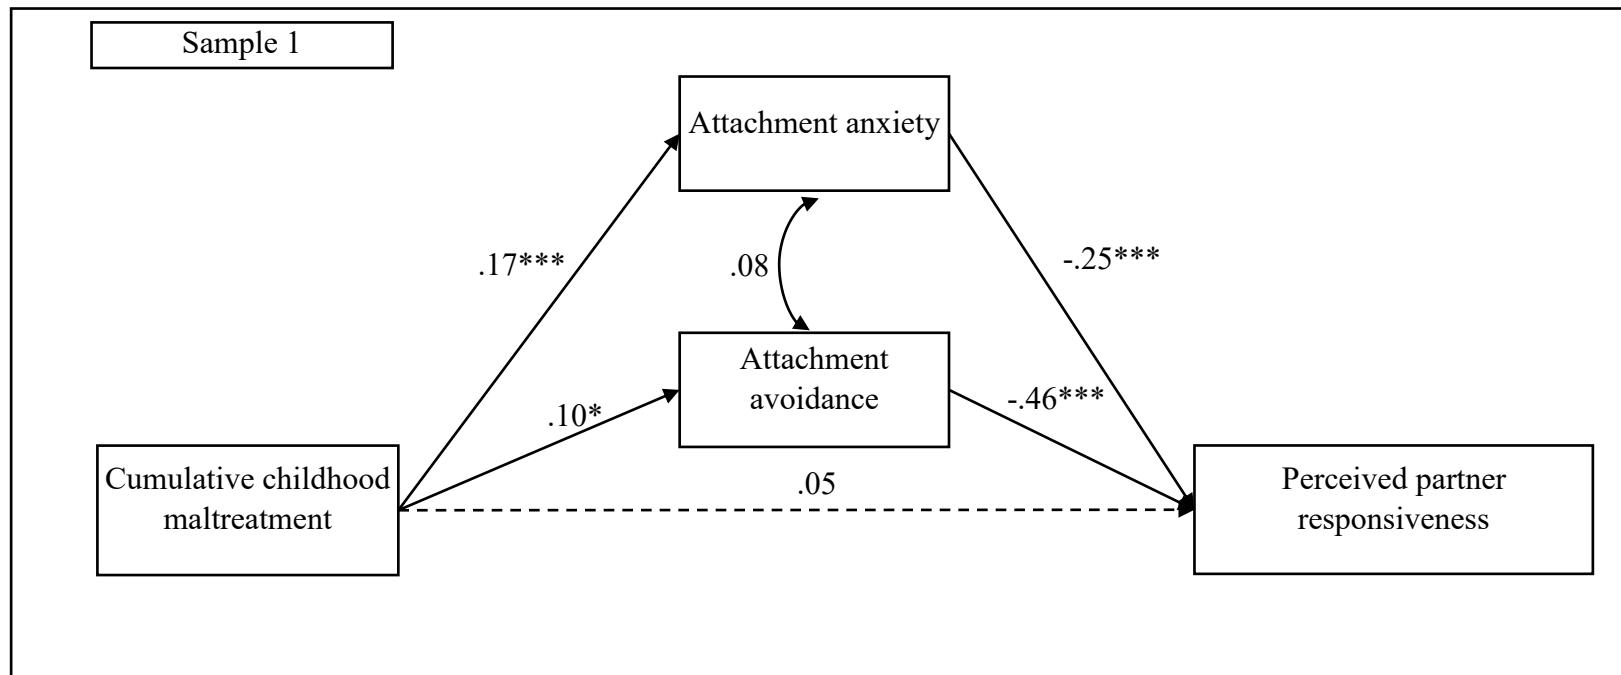 Sample 1
Attachment anxiety
.17***
.08
-.25***
Attachment
avoidance
.10*
-.46***
Cumulative childhood
maltreatment
.05
Perceived partner
responsiveness